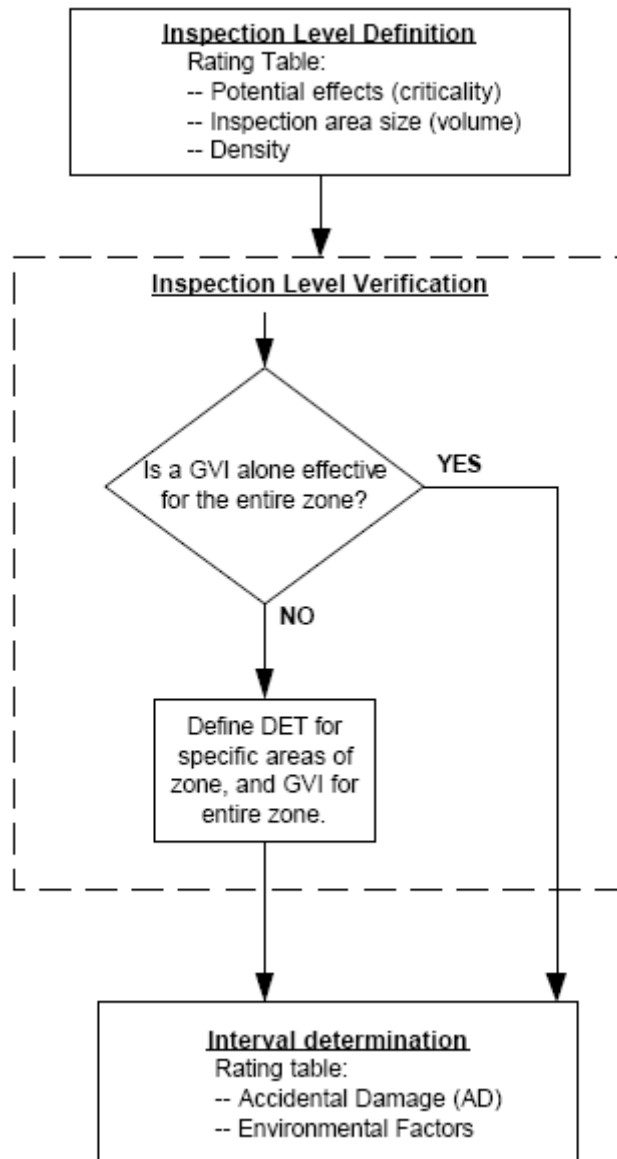 Inspection Level Definition
Rating Table:
-- Potential effects (criticality)
-- Inspection area size (volume)
-- Density
Inspection Level Verification
Is a GVI alone effective
for the entire zone?
YES
NO
Define DET for
specific areas of
zone, and GVI for
entire zone.
Interval determination
Rating table:
-- Accidental Damage (AD)
-- Environmental Factors